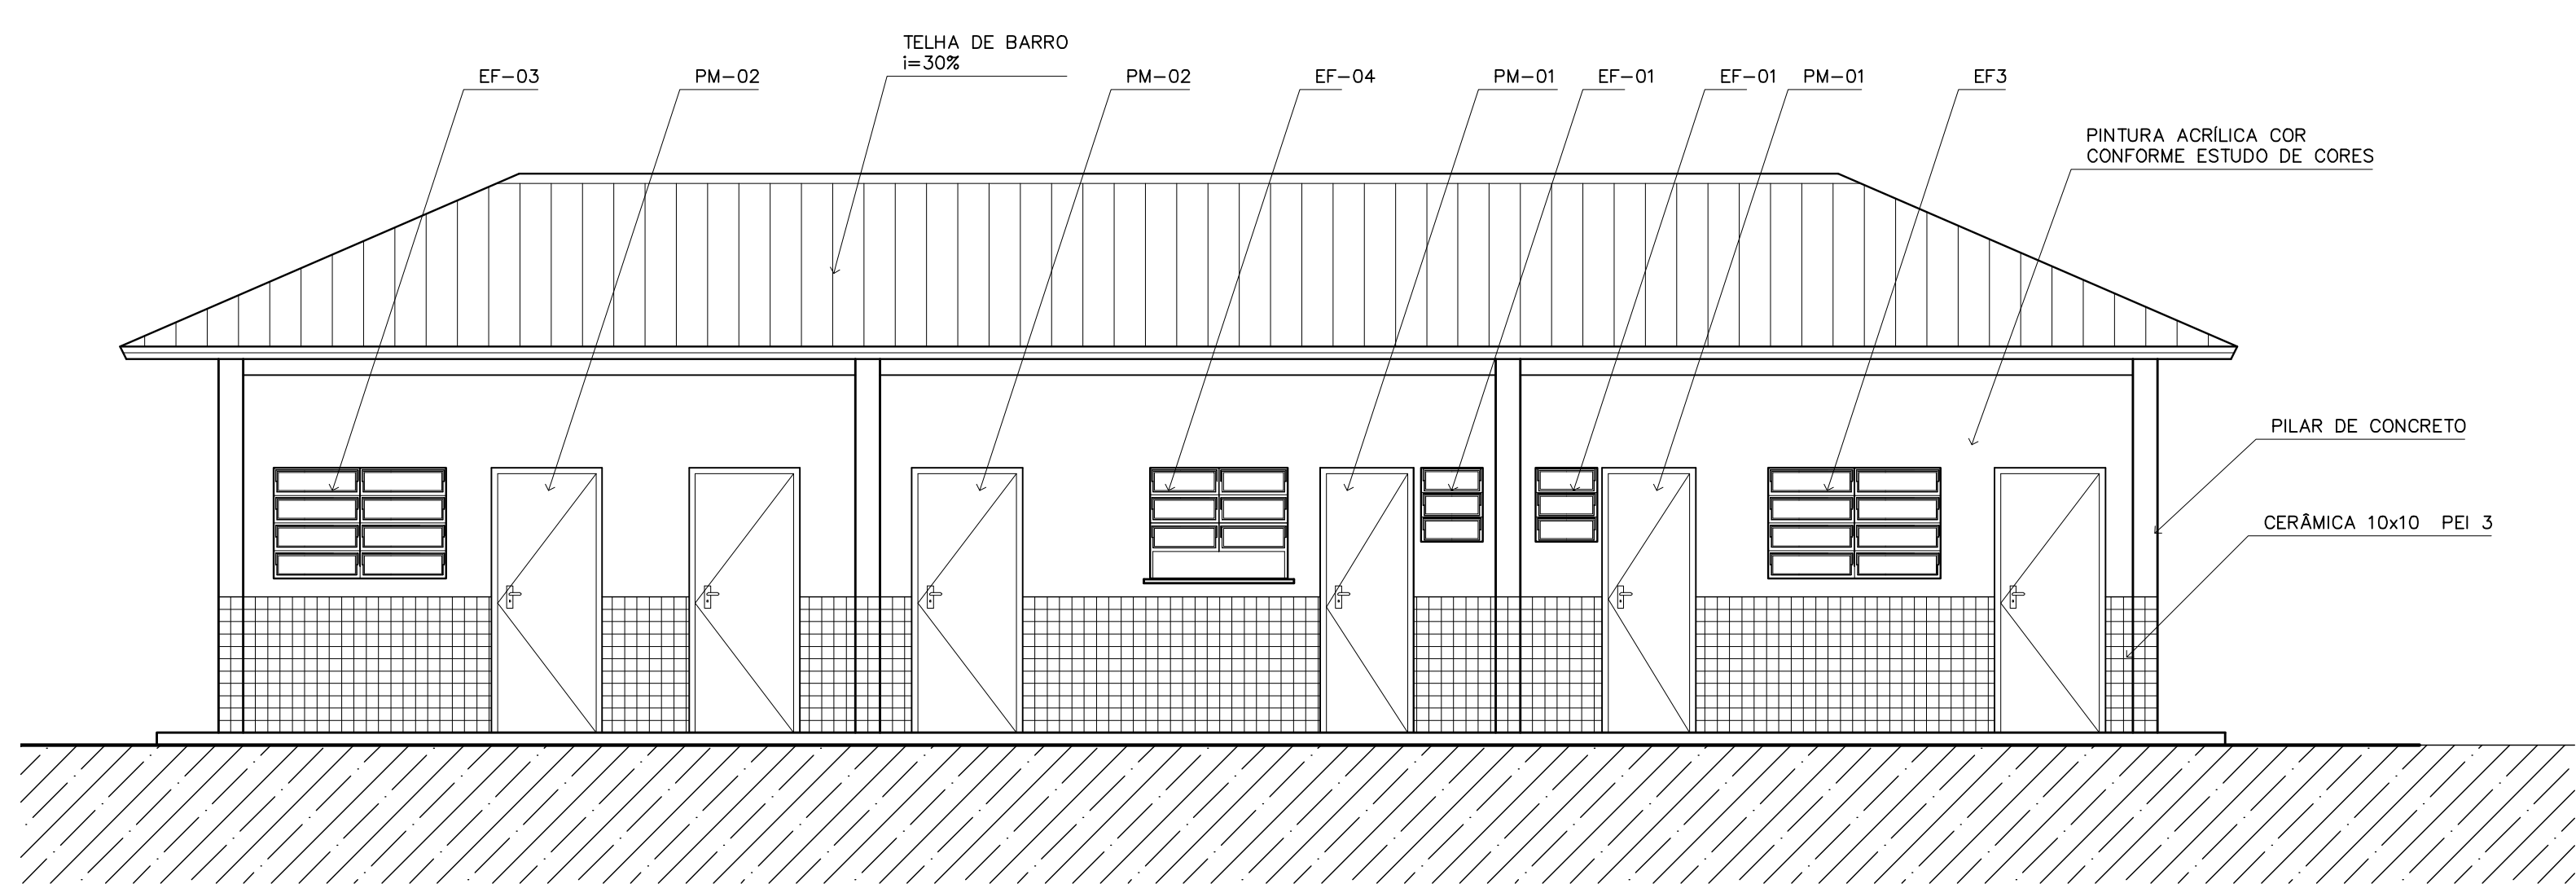 TELHA DE BARRO
i=30%
EF-03
PM-02
PM-02
EF-04
PM-01
EF-01
EF-01
PM-01
EF3
PINTURA ACRÍLICA COR
CONFORME ESTUDO DE CORES
PILAR DE CONCRETO
CERÂMICA 10x10 PEI 3